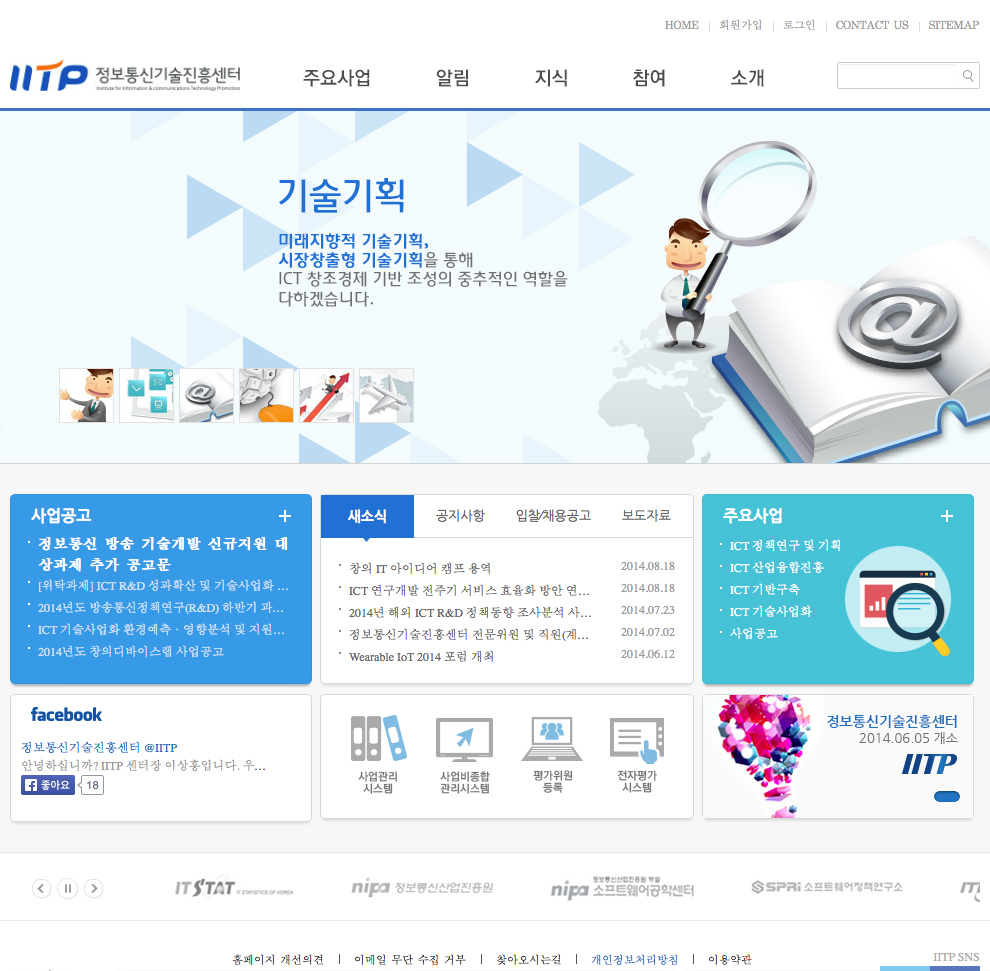 HOME 회원가입 로그인 CONTACT US SITEMAP
IITP 정보통신기술진흥센터
Institute for Information & communications Technology Promotion
주요사업 알림 지식 참여 소개
기술기획
미래지향적 기술기획,
시장창출형 기술기획을 통해
ICT 창조경제 기반 조성의 중추적인 역할을
다하겠습니다.
사업공고
정보통신 방송 기술개발 신규지원 대
상과제 추가 공고문
[위탁과제] ICT R&D 성과확산 및 기술사업화 ...
2014년도 방송통신정책연구(R&D) 하반기 과...
ICT 기술사업화 환경예측 · 영향분석 및 지원...
2014년도 창의디바이스랩 사업공고
새소식 공지사항 입찰/채용공고 보도자료
창의 IT 아이디어 캠프 용역 2014.08.18
ICT 연구개발 전주기 서비스 효율화 방안 연... 2014.08.18
2014년 해외 ICT R&D 정책동향 조사분석 사... 2014.07.23
정보통신기술진흥센터 전문위원 및 직원(계... 2014.07.02
Wearable IoT 2014 포럼 개최 2014.06.12
주요사업
ICT 정책연구 및 기획
ICT 산업융합진흥
ICT 기반구축
ICT 기술사업화
사업공고
facebook
정보통신기술진흥센터 @IITP
안녕하십니까? IITP 센터장 이상홍입니다. 우...
좋아요 18
사업관리
시스템
사업비종합
관리시스템
평가위원
등록
전자평가
시스템
정보통신기술진흥센터
2014.06.05 개소
IITP
IT STAT IT STATISTICS OF KOREA
nipa 정보통신산업진흥원
nipa 정보통신산업진흥원 부설
소프트웨어공학센터
SPRi 소프트웨어정책연구소
홈페이지 개선의견 이메일 무단 수집 거부 찾아오시는길 개인정보처리방침 이용약관
IITP SNS